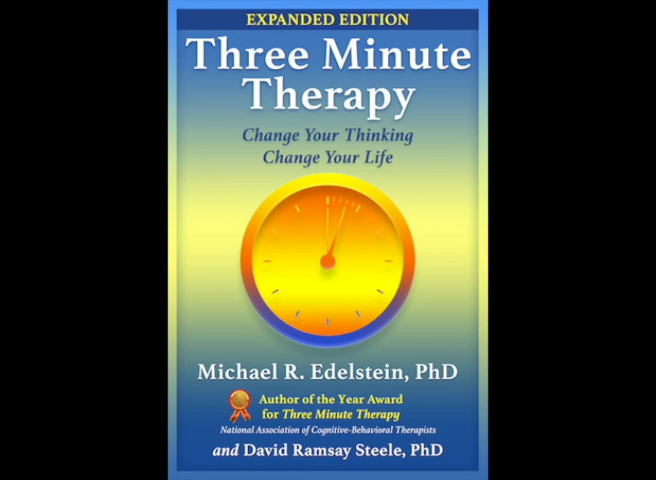 EXPANDED EDITION
Three Minute
Therapy
Change Your Thinking
Change Your Life
Michael R. Edelstein, PhD
Author of the Year Award
for Three Minute Therapy
National Association of Cognitive-Behavioral Therapists
and David Ramsay Steele, PhD